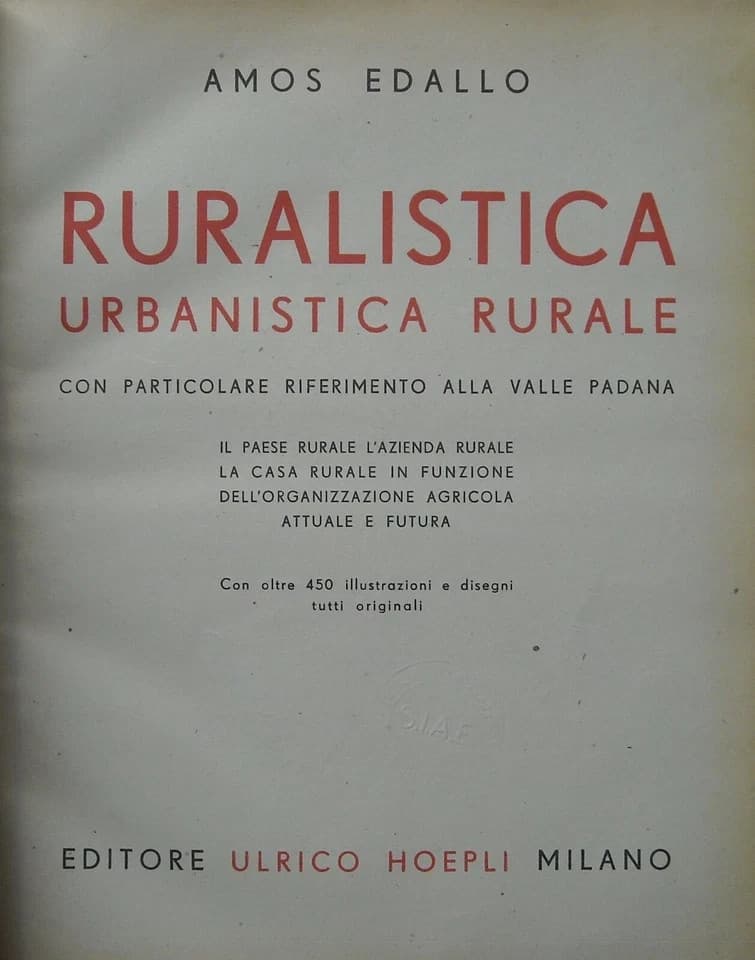 AMOS EDALLO
RURALISTICA
URBANISTICA RURALE
CON PARTICOLARE RIFERIMENTO ALLA VALLE PADANA
IL PAESE RURALE L'AZIENDA RURALE
LA CASA RURALE IN FUNZIONE
DELL'ORGANIZZAZIONE AGRICOLA
ATTUALE E FUTURA
Con oltre 450 illustrazioni e disegni
tutti originali
EDITORE ULRICO HOEPLI MILANO